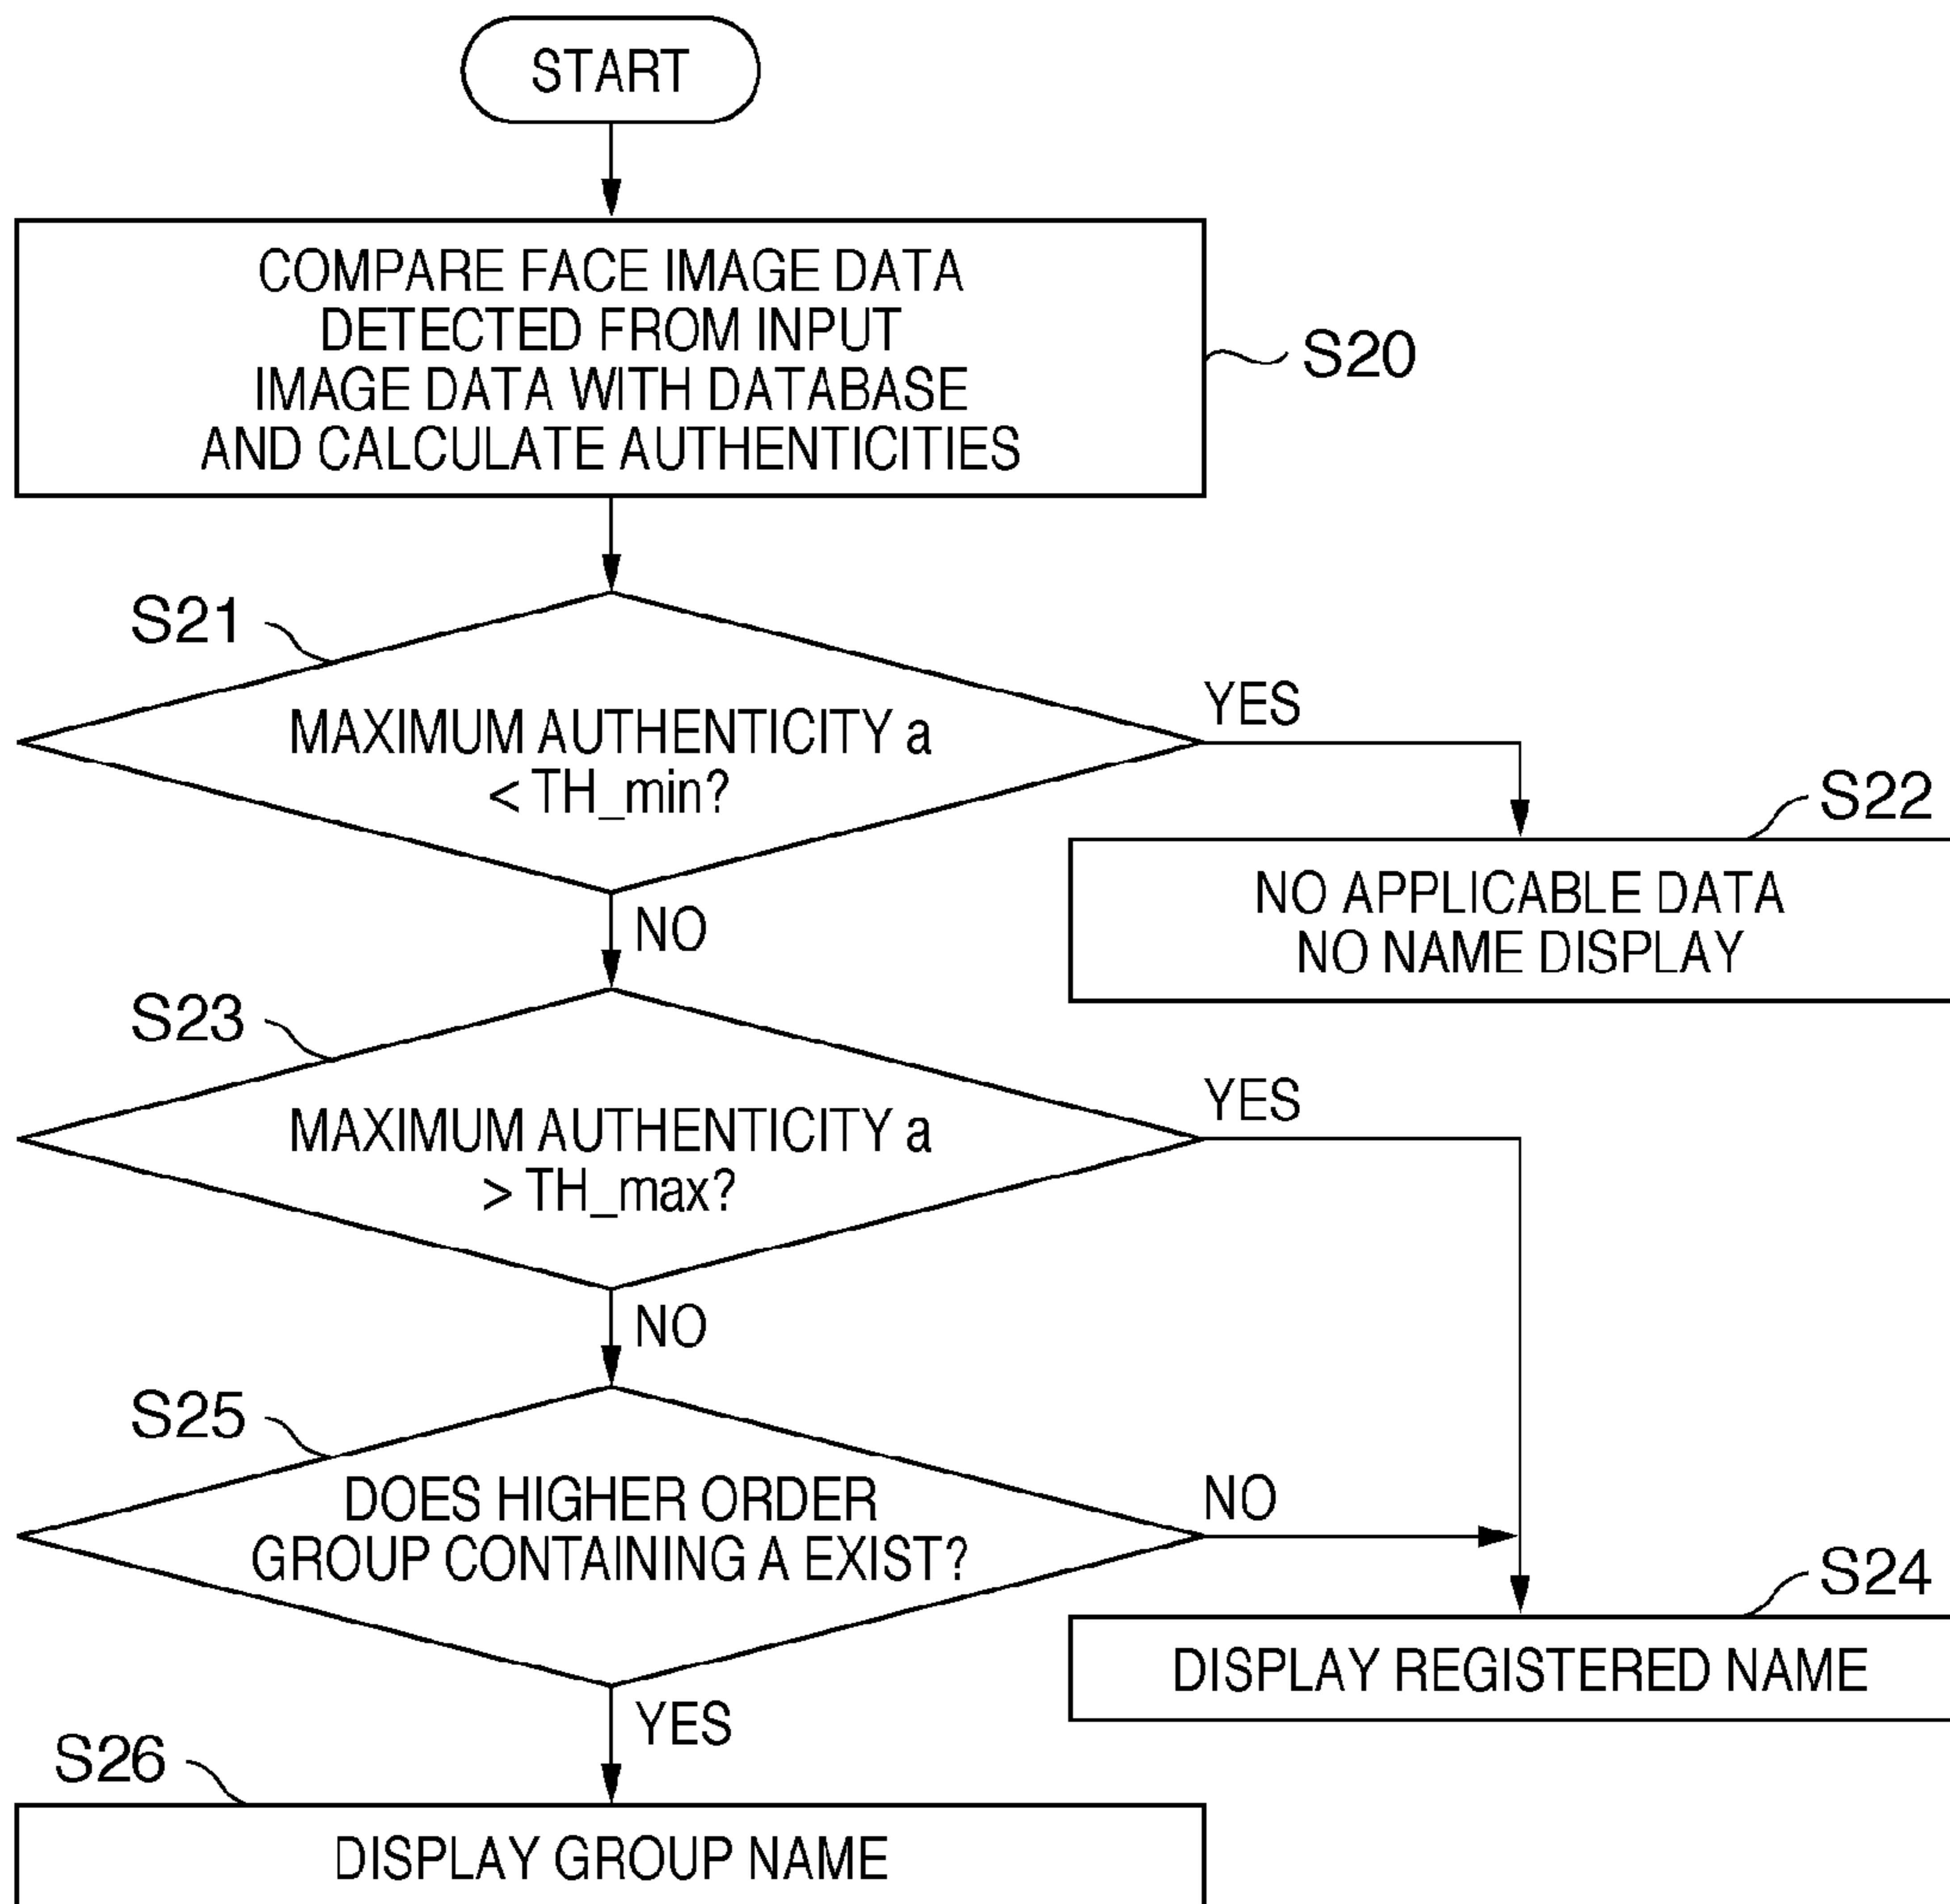 START
COMPARE FACE IMAGE DATA
DETECTED FROM INPUT
IMAGE DATA WITH DATABASE
AND CALCULATE AUTHENTICITIES
S20
S21
MAXIMUM AUTHENTICITY a
< TH_min?
YES
NO
S22
NO APPLICABLE DATA
NO NAME DISPLAY
S23
MAXIMUM AUTHENTICITY a
> TH_max?
YES
NO
S25
DOES HIGHER ORDER
GROUP CONTAINING A EXIST?
NO
YES
S24
DISPLAY REGISTERED NAME
S26
DISPLAY GROUP NAME